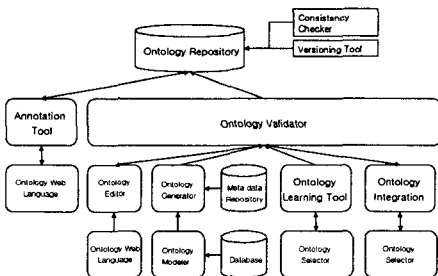 Consistency
Checker
Ontology Repository
Versioning Tool
Annotation
Tool
Ontology Validator
Ontology Web
Language
Ontology
Editor
Ontology
Generator
Meta data
Repository
Ontology
Learning Tool
Ontology
Integration
Ontology Web
Language
Ontology
Modeler
Database
Ontology
Selector
Ontology
Selector